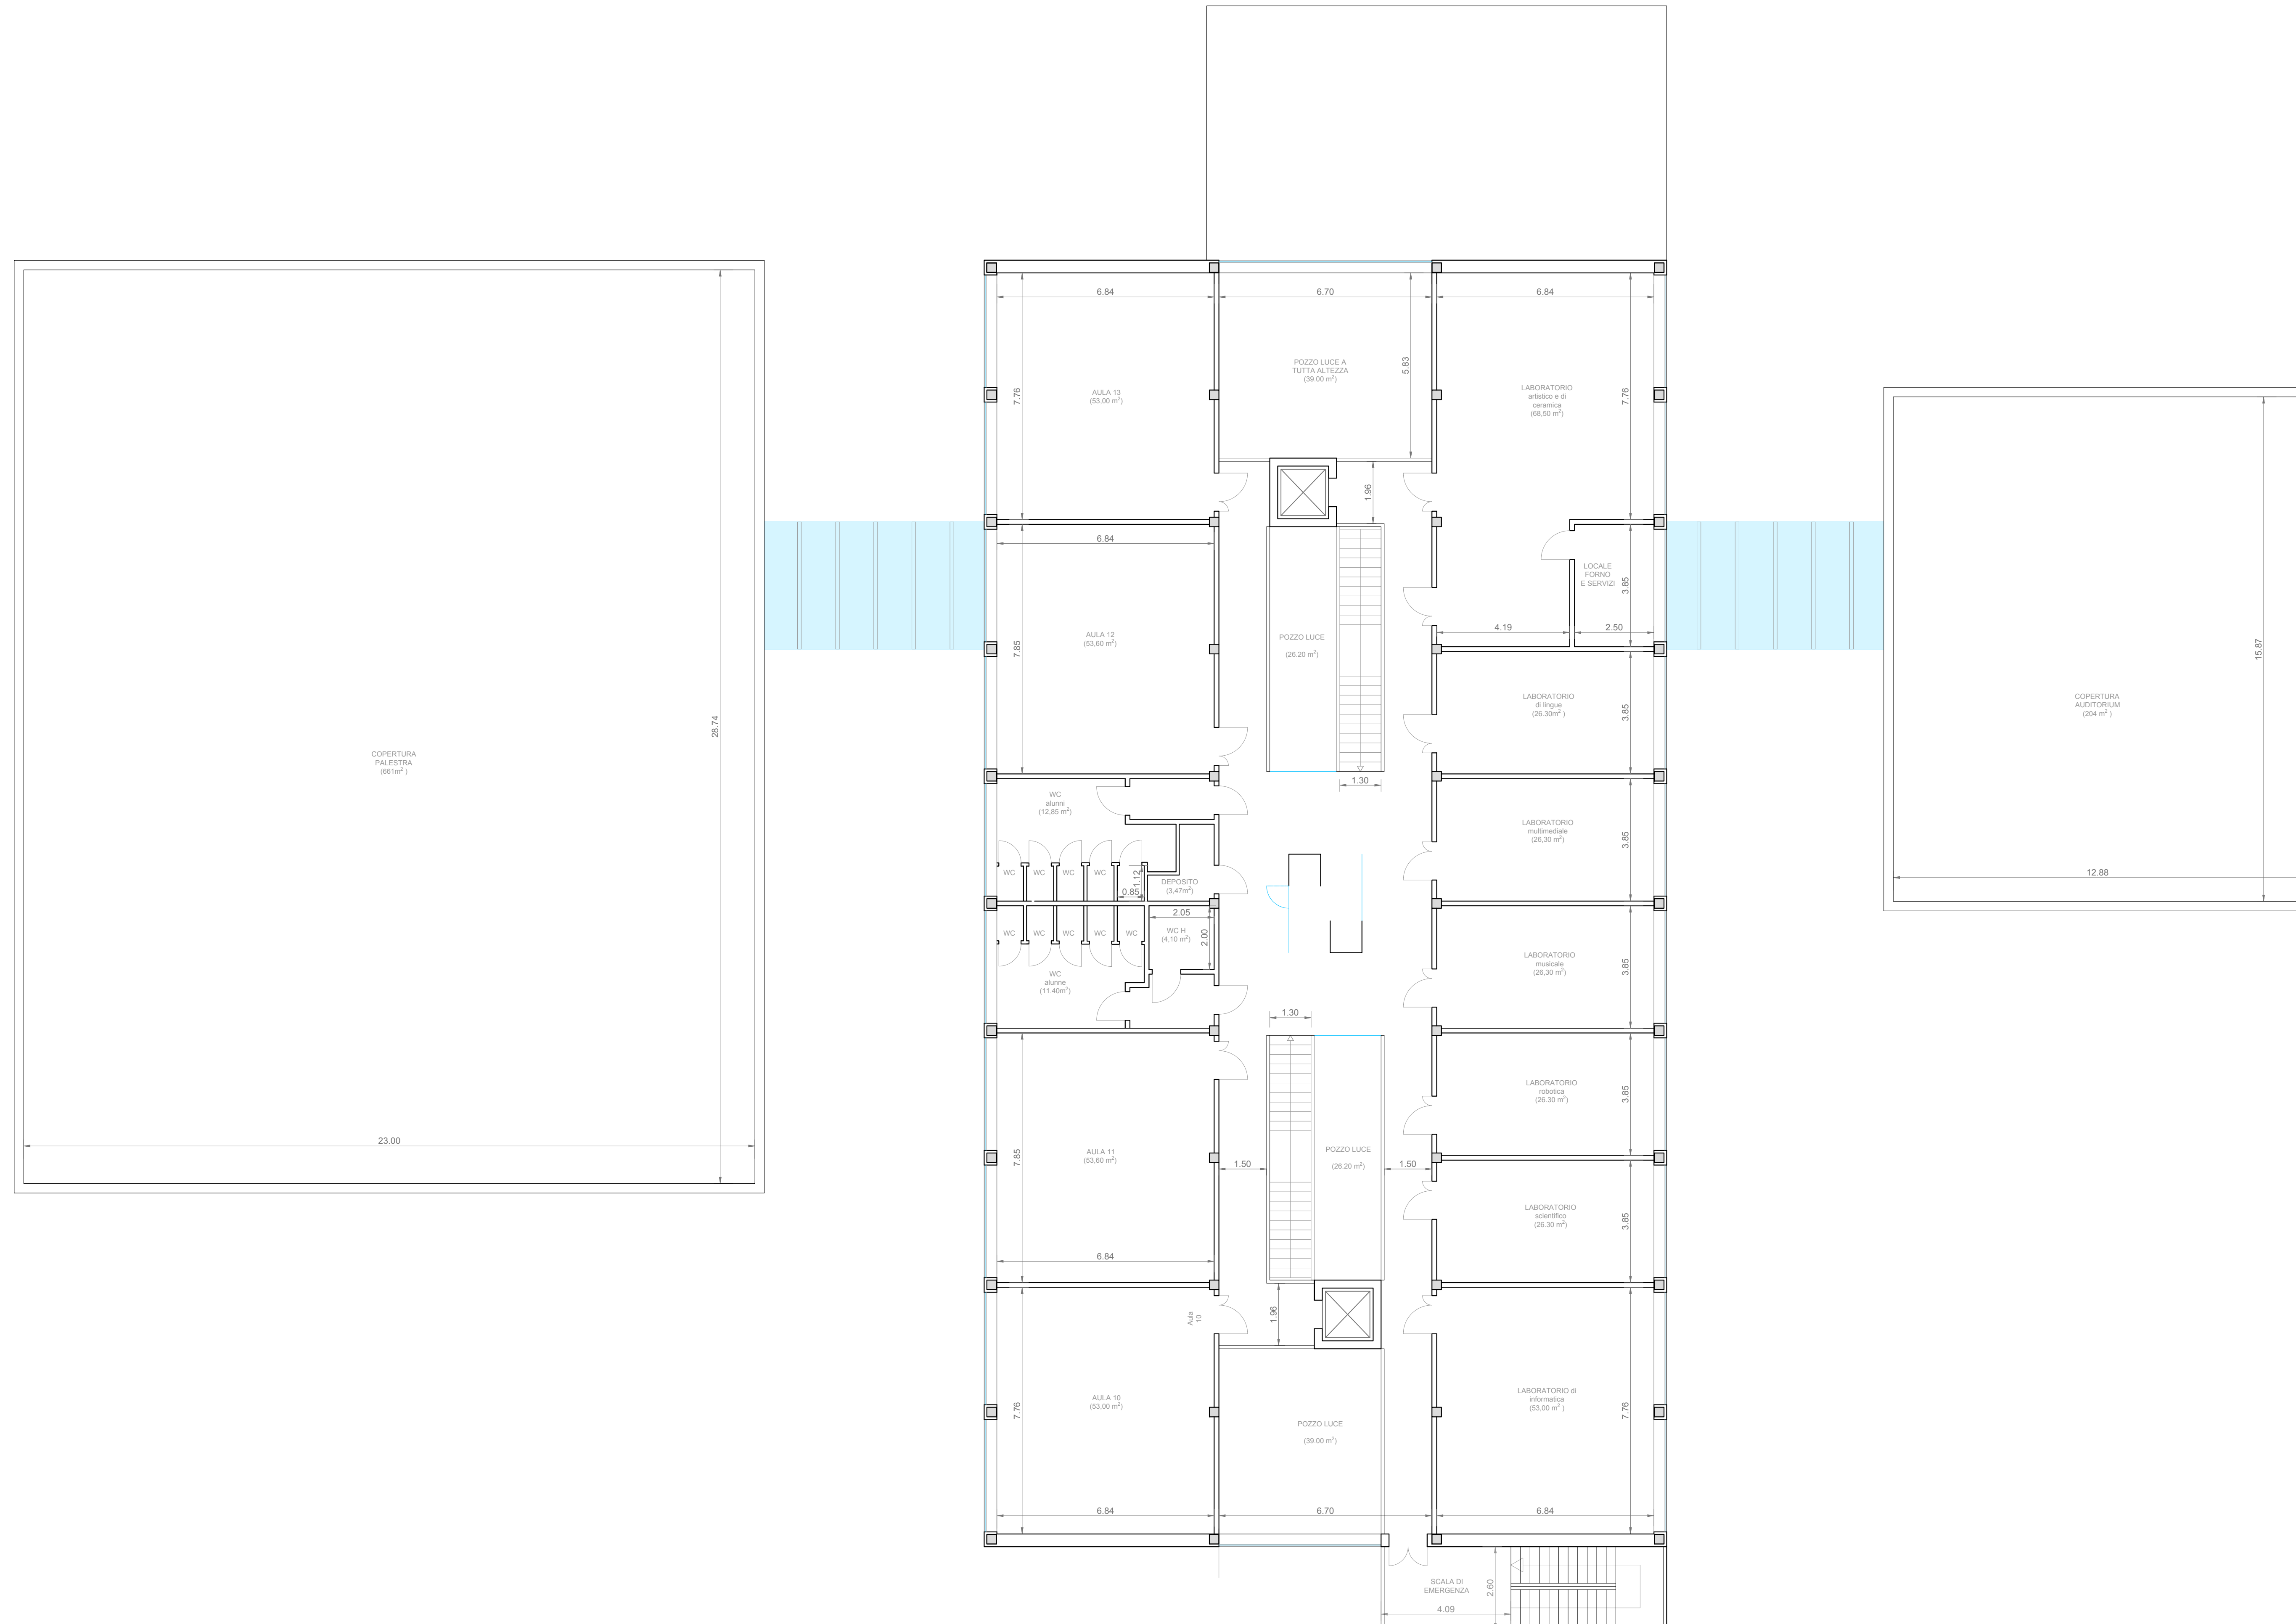 6.84
6.70
6.84
7.76
AULA 13
(53,00 m²)
POZZO LUCE A
TUTTA ALTEZZA
(39.00 m²)
5.83
LABORATORIO
artistico e di
ceramica
(68,50 m²)
7.76
1.96
6.84
7.85
AULA 12
(53,60 m²)
POZZO LUCE
(26.20 m²)
1.30
LOCALE
FORNO
E SERVIZI
3.85
4.19
2.50
LABORATORIO
di lingue
(26.30m² )
3.85
28.74
COPERTURA
PALESTRA
(661m² )
23.00
15.87
COPERTURA
AUDITORIUM
(204 m² )
12.88
WC
alunni
(12,85 m²)
WC
WC
WC
WC
1.12
0.85
DEPOSITO
(3,47m²)
2.05
WC
WC
WC
WC
WC
WC H
(4,10 m²)
2.00
WC
alunne
(11.40m²)
LABORATORIO
multimediale
(26,30 m²)
3.85
LABORATORIO
musicale
(26,30 m²)
3.85
1.30
7.85
AULA 11
(53,60 m²)
6.84
1.50
POZZO LUCE
(26.20 m²)
1.50
LABORATORIO
robotica
(26.30 m²)
3.85
LABORATORIO
scientifico
(26.30 m²)
3.85
Aula
10
1.96
7.76
AULA 10
(53.00 m²)
6.84
POZZO LUCE
(39.00 m²)
6.70
LABORATORIO di
informatica
(53,00 m² )
7.76
6.84
SCALA DI
EMERGENZA
2.60
4.09